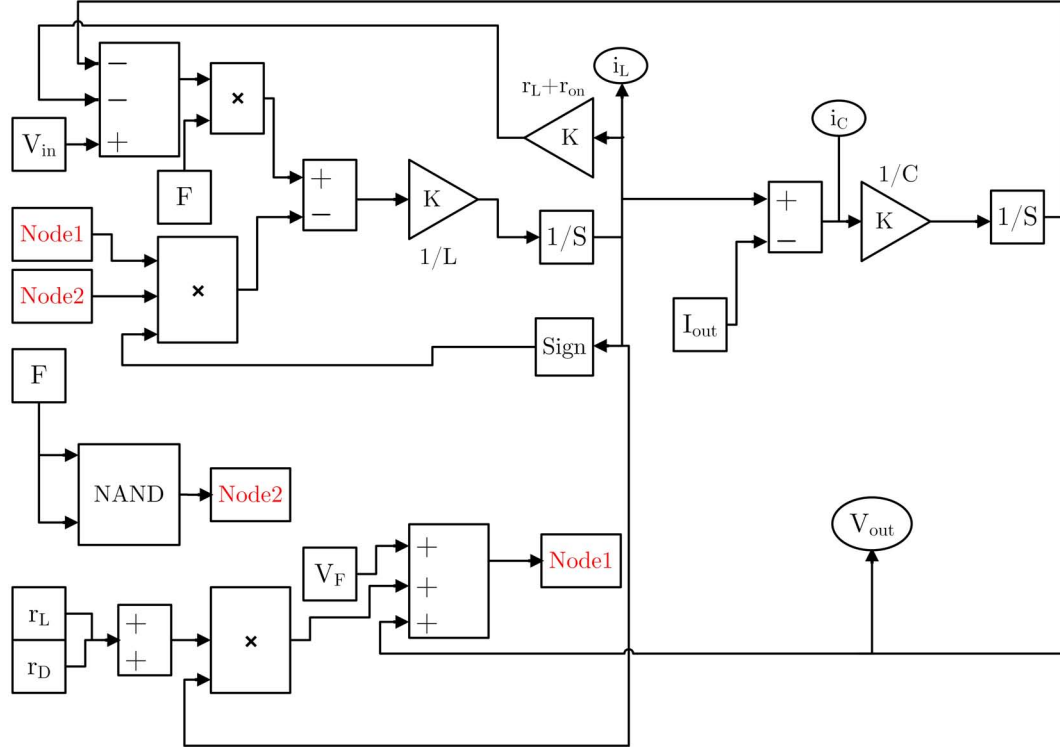 i_L
r_L+r_on
−
−
+
×
K
i_C
V_in
1/C
F
+
−
K
+
−
K
1/S
Node1
1/S
1/L
×
Node2
I_out
Sign
F
NAND
Node2
V_out
V_F
+
+
+
Node1
r_L
+
+
×
r_D